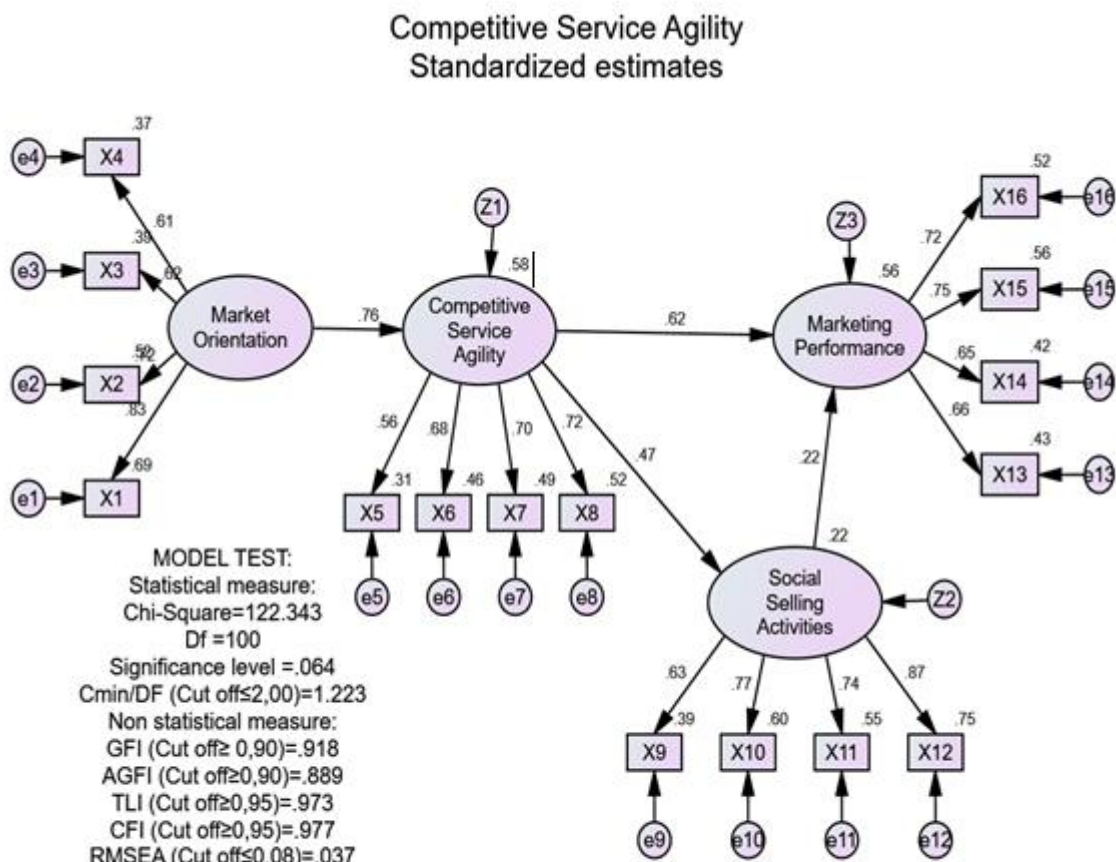 Competitive Service Agility
Standardized estimates
.37
e4
X4
.61
.39
e3
X3
.62
Market
Orientation
e2
X2
.72
.83
.69
e1
X1
.76
Z1
.58
Competitive
Service
Agility
.56
.68
.70
.72
.31
.46
.49
.52
X5
X6
X7
X8
e5
e6
e7
e8
.62
.47
Z3
.56
Marketing
Performance
.72
.75
.65
.66
.52
X16
e16
.56
X15
e15
.42
X14
e14
.43
X13
e13
.22
.22
Social
Selling
Activities
Z2
.63
.77
.74
.87
.39
.60
.55
.75
X9
X10
X11
X12
e9
e10
e11
e12
MODEL TEST:
Statistical measure:
Chi-Square=122.343
Df =100
Significance level =.064
Cmin/DF (Cut off≤2,00)=1.223
Non statistical measure:
GFI (Cut off≥ 0,90)=.918
AGFI (Cut off≥0,90)=.889
TLI (Cut off≥0,95)=.973
CFI (Cut off≥0,95)=.977
RMSEA (Cut off≤0,08)=.037